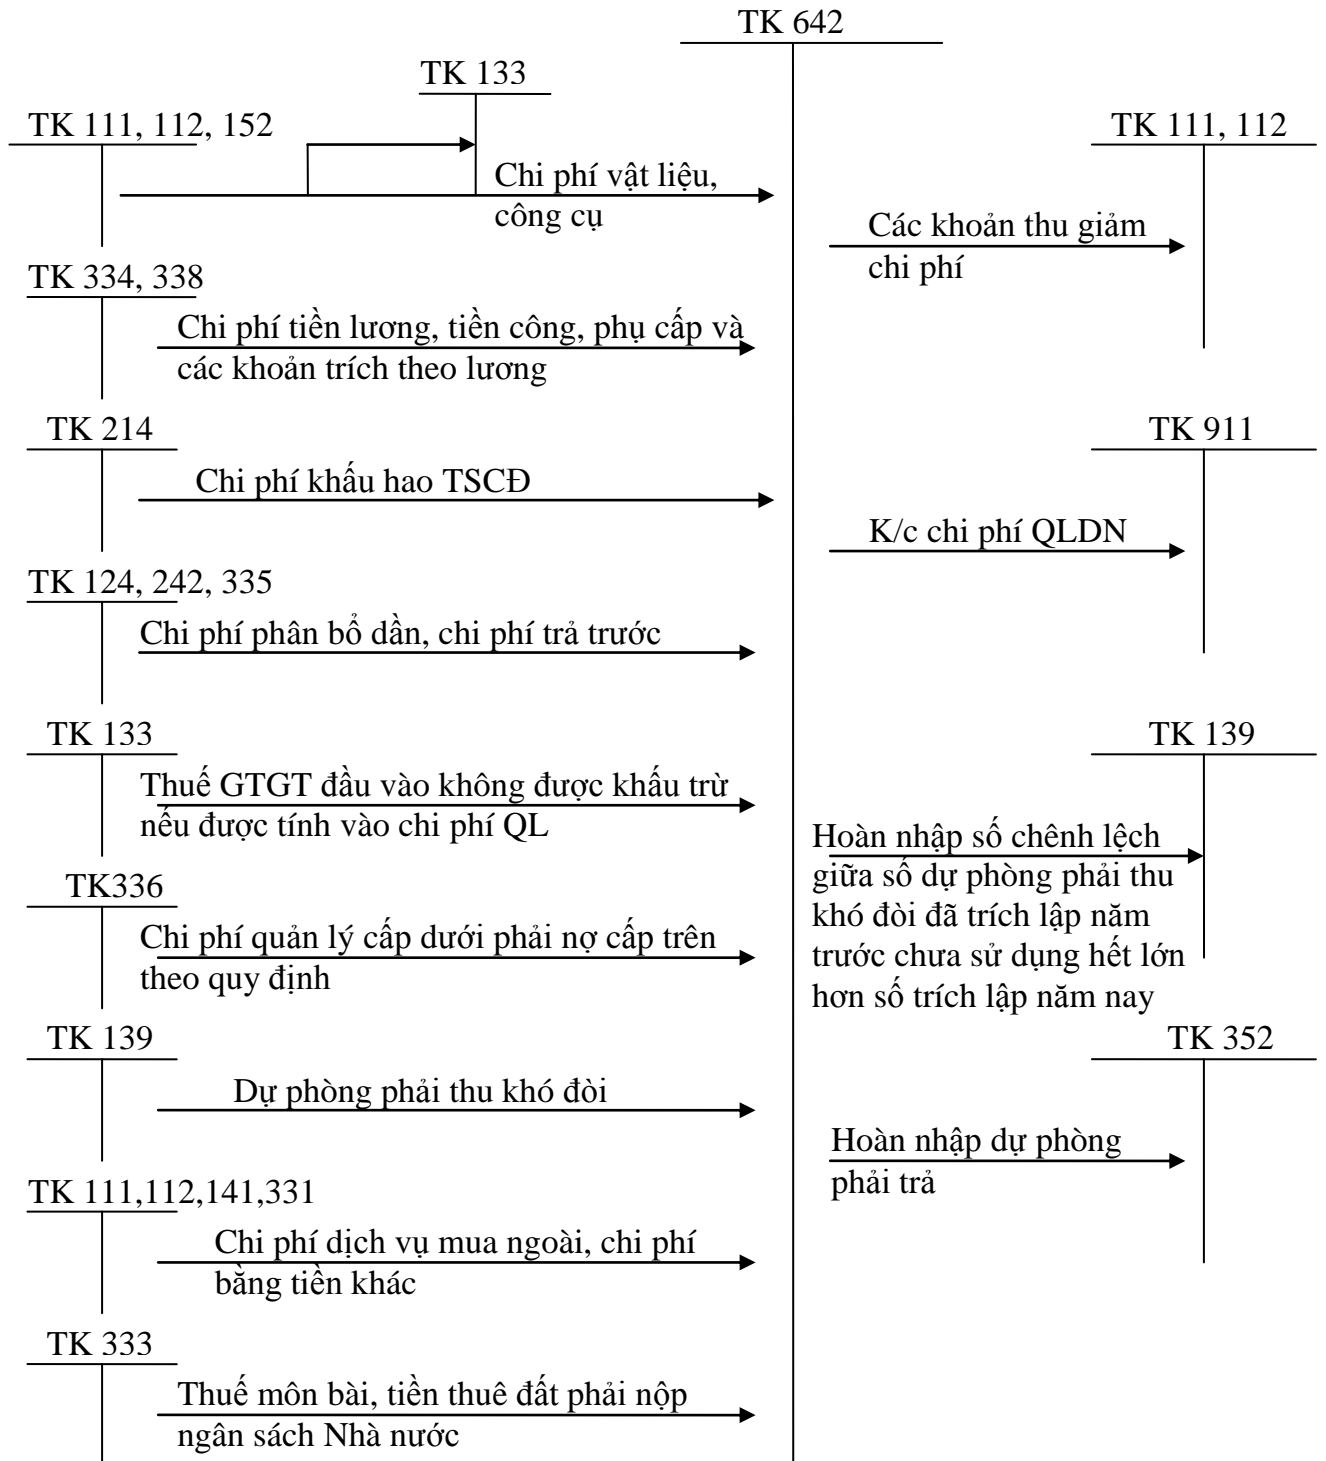 TK 642
TK 133
TK 111, 112, 152
Chi phí vật liệu,
công cụ
TK 334, 338
Chi phí tiền lương, tiền công, phụ cấp và
các khoản trích theo lương
TK 214
Chi phí khấu hao TSCĐ
TK 124, 242, 335
Chi phí phân bổ dần, chi phí trả trước
TK 133
Thuế GTGT đầu vào không được khấu trừ
nếu được tính vào chi phí QL
TK336
Chi phí quản lý cấp dưới phải nợ cấp trên
theo quy định
TK 139
Dự phòng phải thu khó đòi
TK 111,112,141,331
Chi phí dịch vụ mua ngoài, chi phí
bằng tiền khác
TK 333
Thuế môn bài, tiền thuê đất phải nộp
ngân sách Nhà nước
TK 111, 112
Các khoản thu giảm
chi phí
TK 911
K/c chi phí QLDN
TK 139
Hoàn nhập số chênh lệch
giữa số dự phòng phải thu
khó đòi đã trích lập năm
trước chưa sử dụng hết lớn
hơn số trích lập năm nay
TK 352
Hoàn nhập dự phòng
phải trả